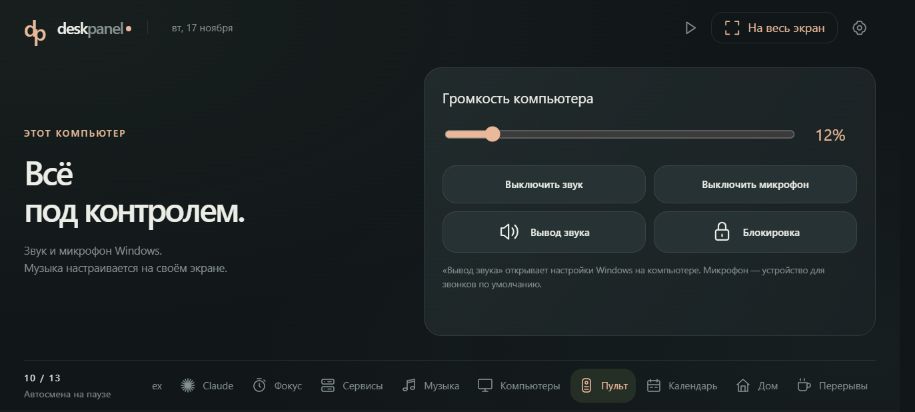 dp deskpanel
вт, 17 ноября
На весь экран
ЭТОТ КОМПЬЮТЕР
Всё
под контролем.
Звук и микрофон Windows.
Музыка настраивается на своём экране.
Громкость компьютера
12%
Выключить звук
Выключить микрофон
Вывод звука
Блокировка
«Вывод звука» открывает настройки Windows на компьютере. Микрофон — устройство для
звонков по умолчанию.
10 / 13
Автосмена на паузе
ex
Claude
Фокус
Сервисы
Музыка
Компьютеры
Пульт
Календарь
Дом
Перерывы